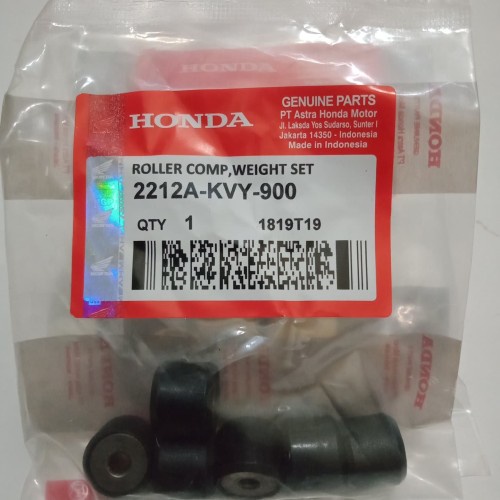 HONDA
GENUINE PARTS
PT Astra Honda Motor
Jl. Laksda Yos Sudarso, Sunter I
Jakarta 14350 - Indonesia
Made in Indonesia
ROLLER COMP,WEIGHT SET
2212A-KVY-900
QTY 1 1819T19
HONDA
HONDA